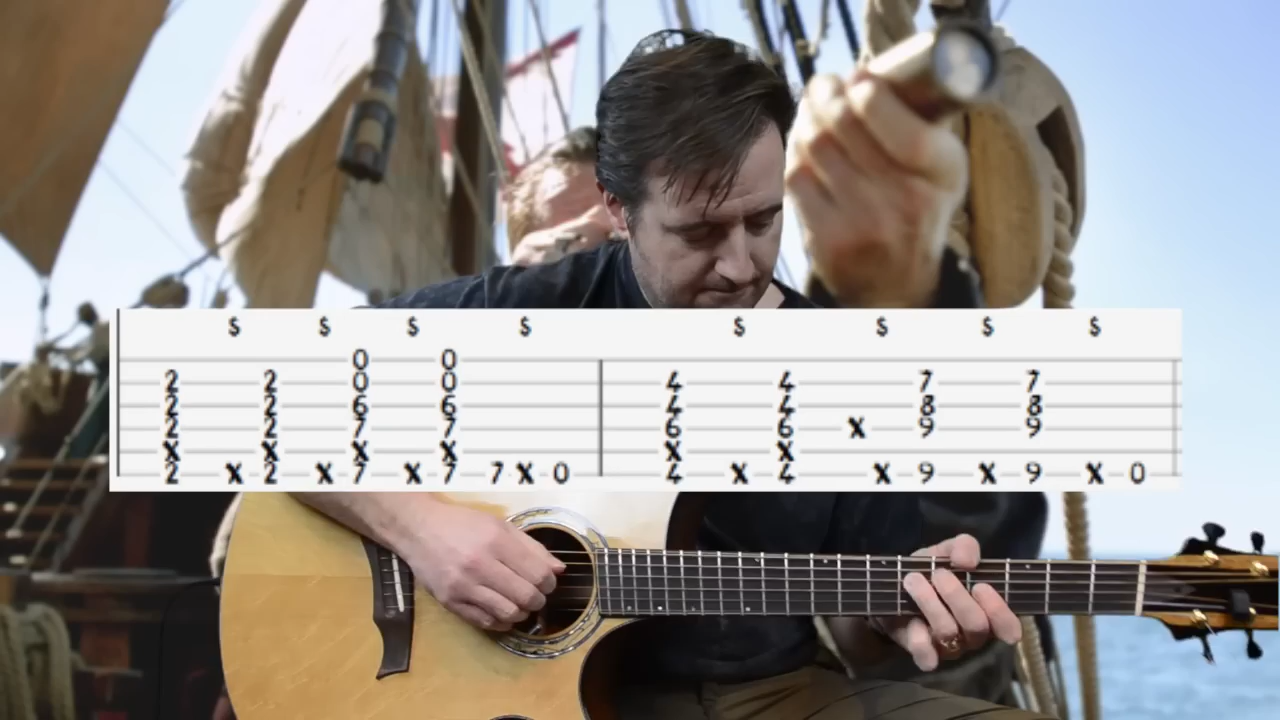 $ $ $ $ $ $ $ $
0 0
2 2 0 0 4 4 7 7
2 2 6 6 4 4 8 8
2 2 7 7 6 6 x 9 9
x x x x x x
2 x 2 x 7 x 7 7 x 0 4 x 4 x 9 x 9 x 0